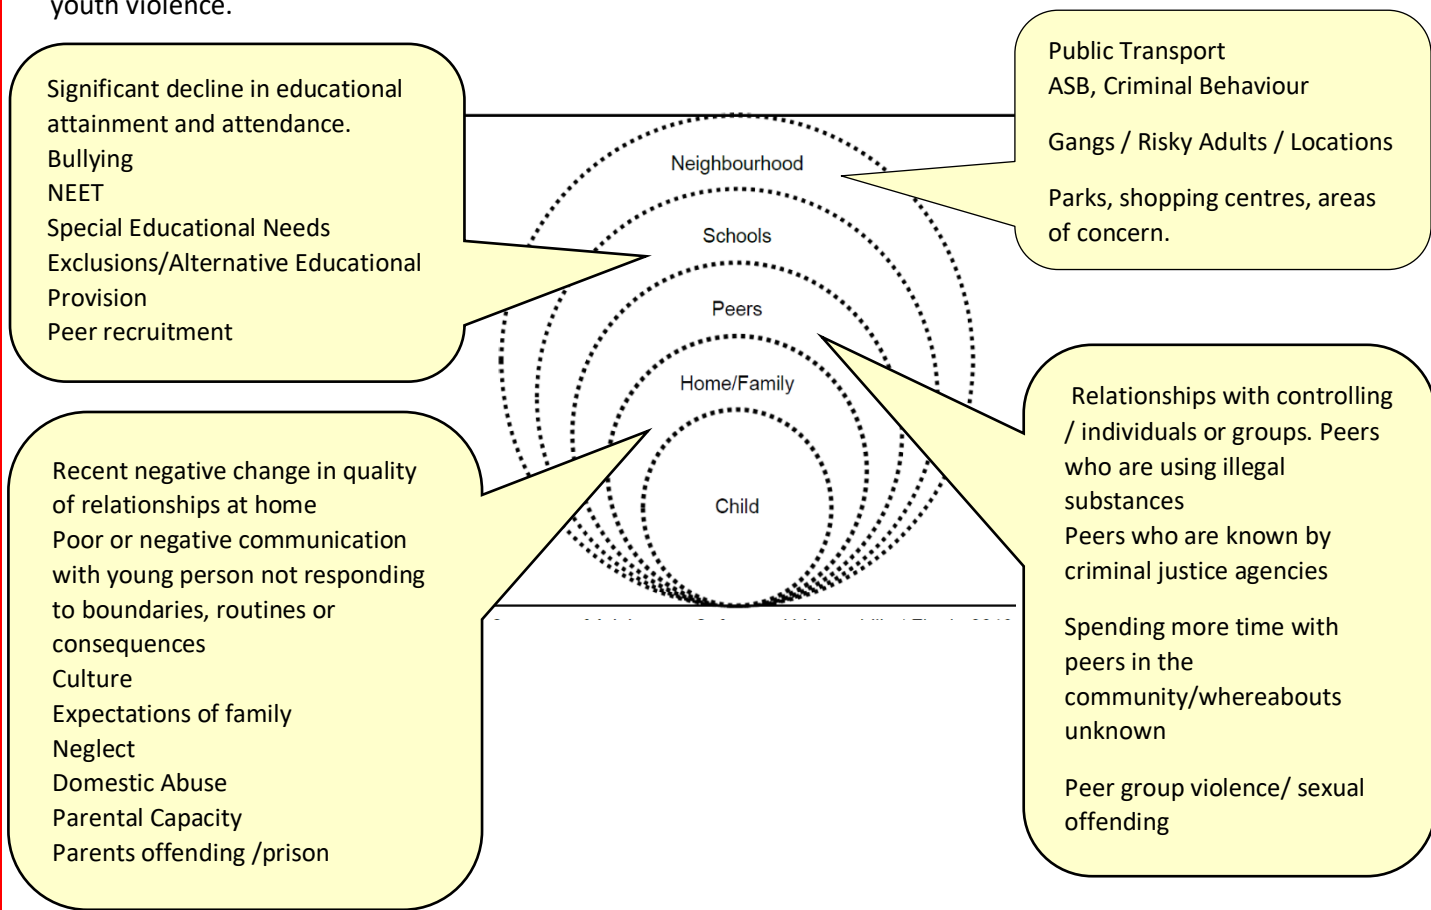 youth violence.
Significant decline in educational
attainment and attendance.
Bullying
NEET
Special Educational Needs
Exclusions/Alternative Educational
Provision
Peer recruitment
Public Transport
ASB, Criminal Behaviour
Gangs / Risky Adults / Locations
Parks, shopping centres, areas
of concern.
Neighbourhood
Schools
Peers
Home/Family
Child
Recent negative change in quality
of relationships at home
Poor or negative communication
with young person not responding
to boundaries, routines or
consequences
Culture
Expectations of family
Neglect
Domestic Abuse
Parental Capacity
Parents offending /prison
Relationships with controlling
/ individuals or groups. Peers
who are using illegal
substances
Peers who are known by
criminal justice agencies
Spending more time with
peers in the
community/whereabouts
unknown
Peer group violence/ sexual
offending